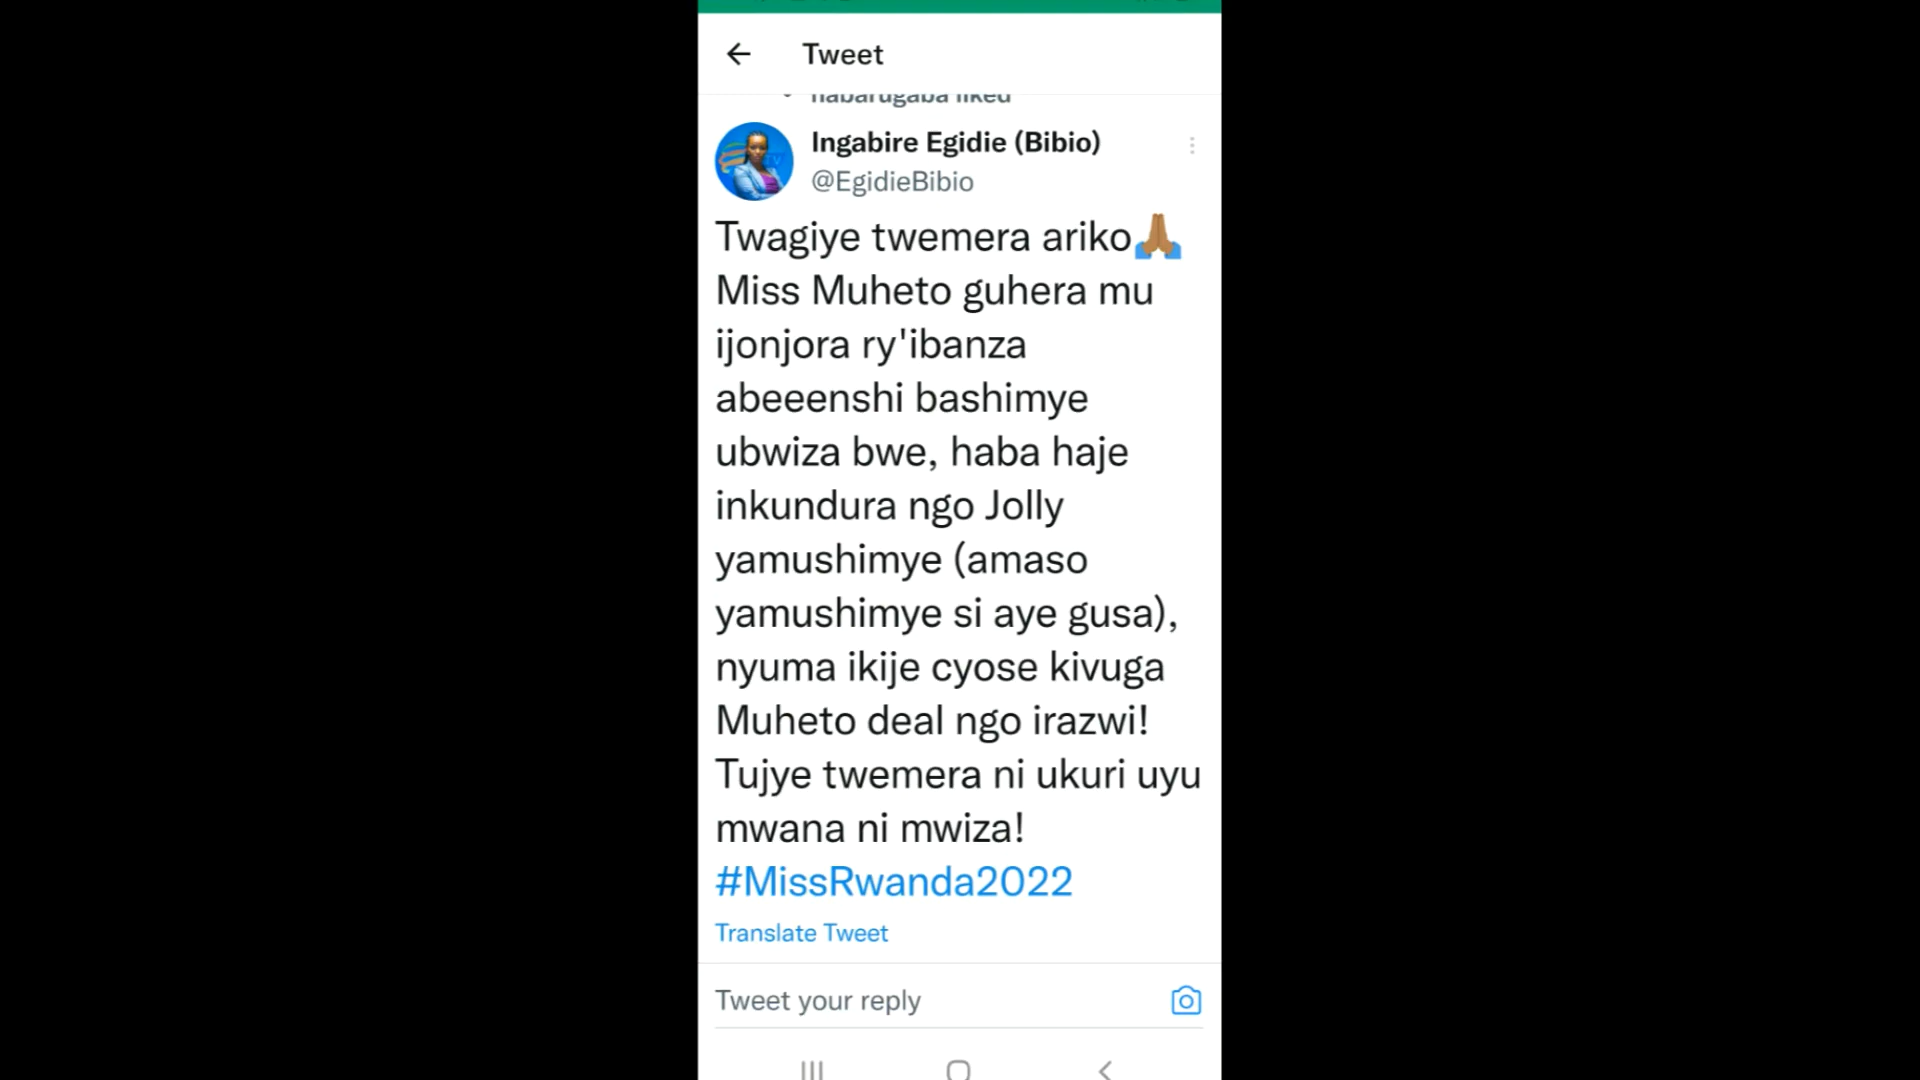 Tweet
habarugaba liked
Ingabire Egidie (Bibio)
@EgidieBibio
Twagiye twemera ariko🙏🏽
Miss Muheto guhera mu
ijonjora ry'ibanza
abeeenshi bashimye
ubwiza bwe, haba haje
inkundura ngo Jolly
yamushimye (amaso
yamushimye si aye gusa),
nyuma ikije cyose kivuga
Muheto deal ngo irazwi!
Tujye twemera ni ukuri uyu
mwana ni mwiza!
#MissRwanda2022
Translate Tweet
Tweet your reply